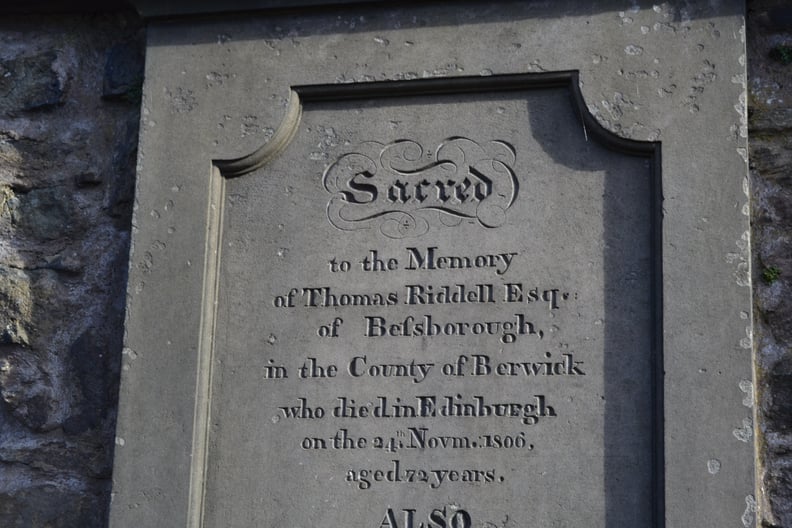 Sacred
to the Memory
of Thomas Riddell Esq.
of Beſsborough,
in the County of Berwick
who died in Edinburgh
on the 24th Novm. 1806,
aged 72 years.
ALSO